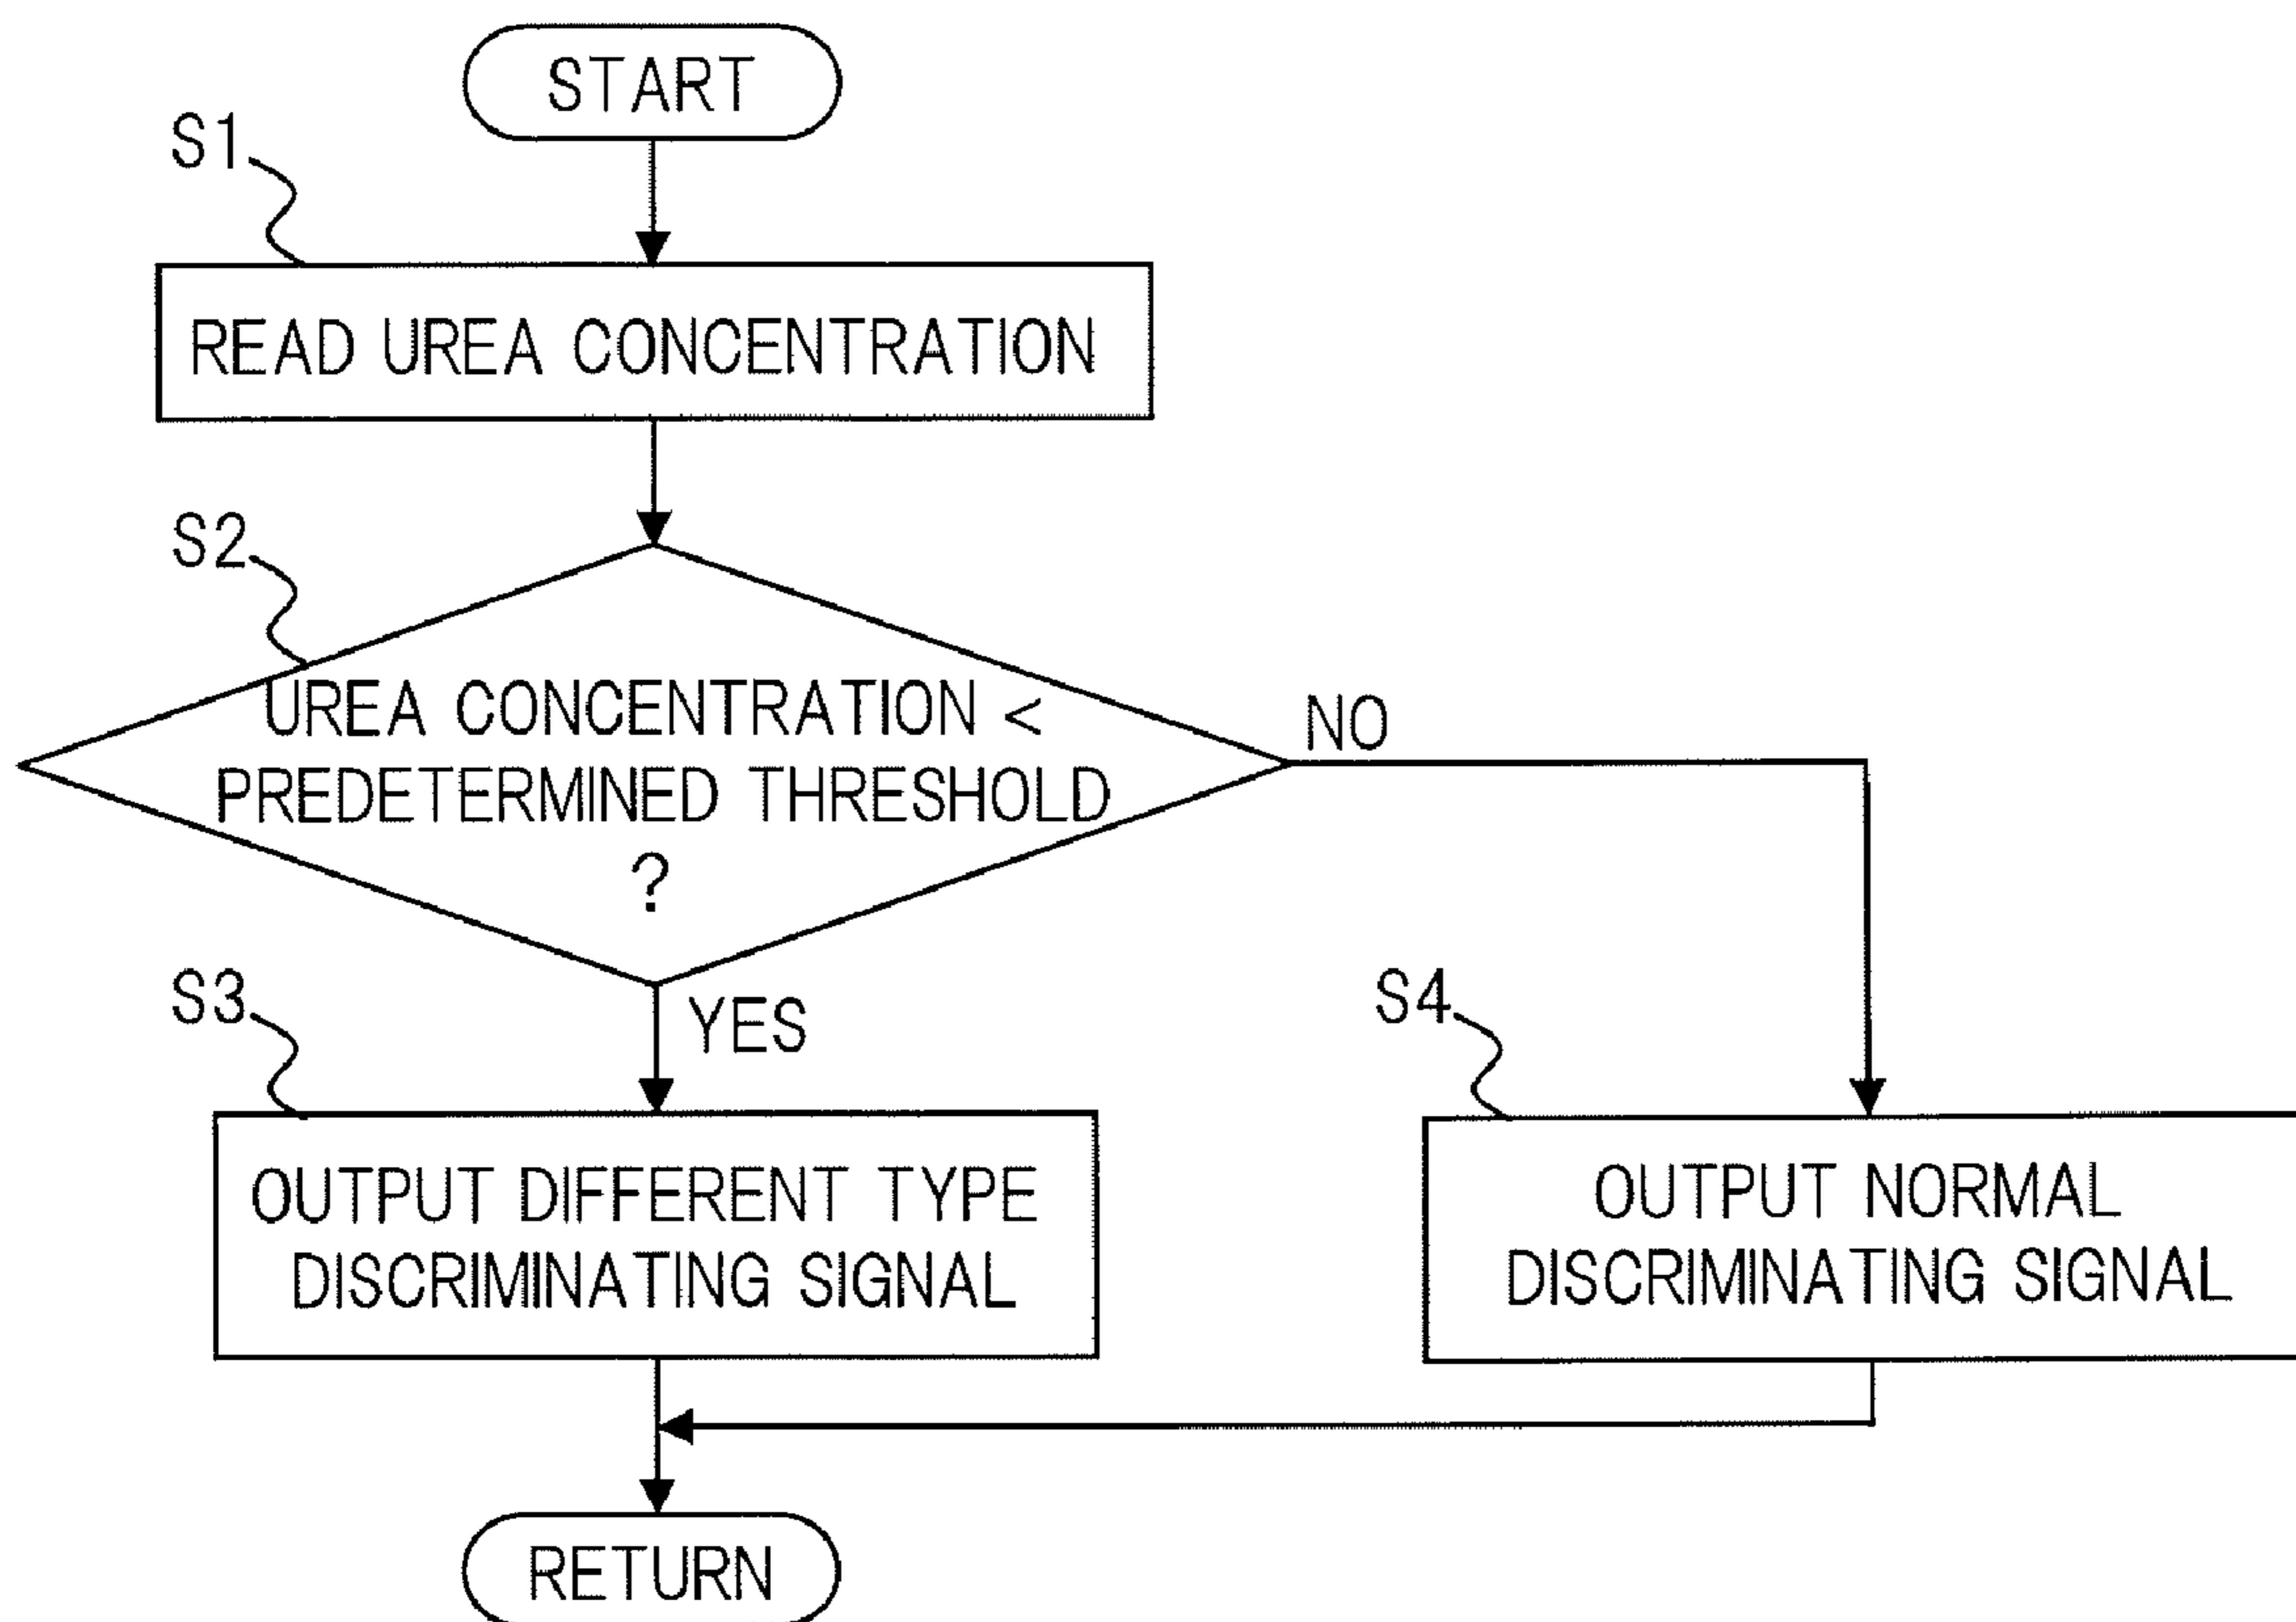 START
S1
READ UREA CONCENTRATION
S2
UREA CONCENTRATION <
PREDETERMINED THRESHOLD
?
NO
YES
S3
OUTPUT DIFFERENT TYPE
DISCRIMINATING SIGNAL
S4
OUTPUT NORMAL
DISCRIMINATING SIGNAL
RETURN